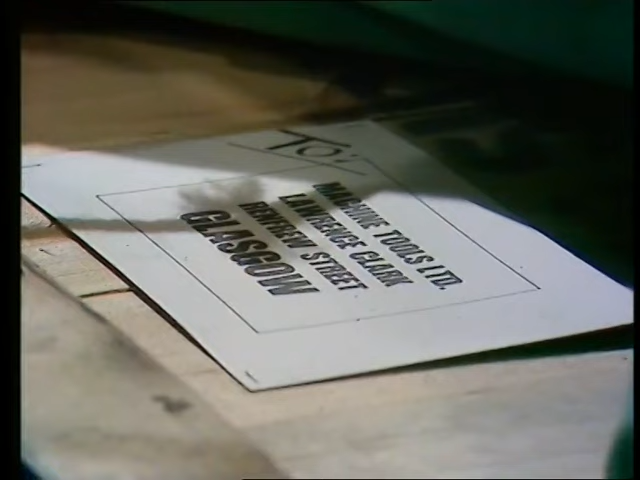 To:
MACHINE TOOLS LTD.
LAWRENCE CLARK
RENFREW STREET
GLASGOW